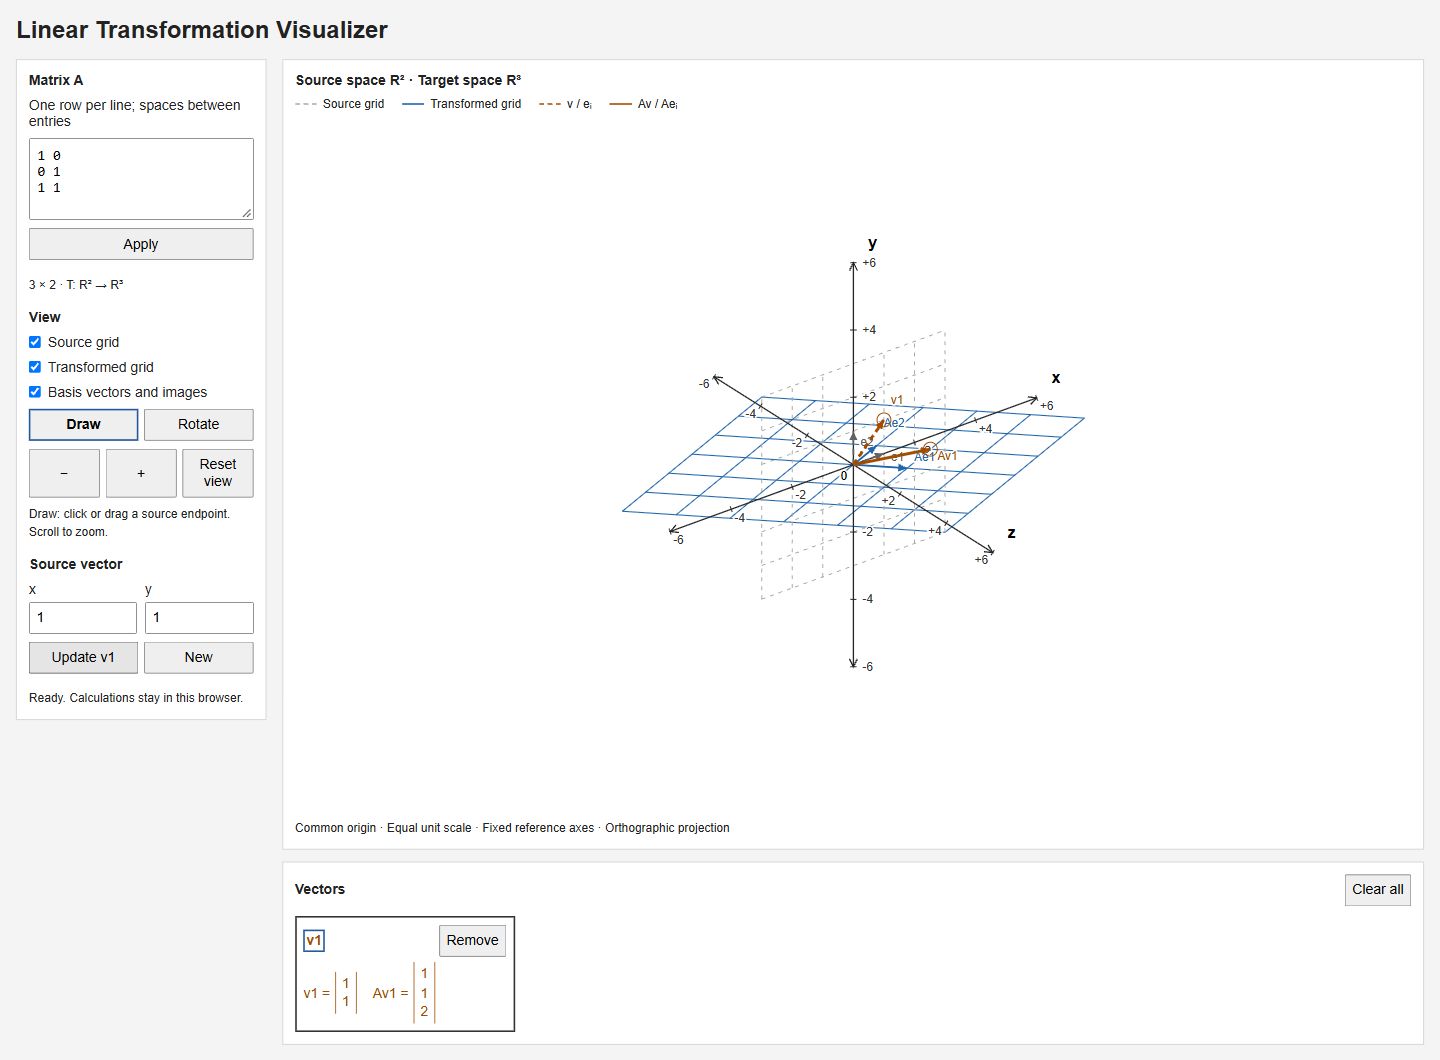 Linear Transformation Visualizer
Matrix A
One row per line; spaces between
entries
1 0
0 1
1 1
Apply
3 × 2 · T: R² → R³
View
Source grid
Transformed grid
Basis vectors and images
Draw
Rotate
−
+
Reset
view
Draw: click or drag a source endpoint.
Scroll to zoom.
Source vector
x
y
1
1
Update v1
New
Ready. Calculations stay in this browser.
Source space R² · Target space R³
Source grid
Transformed grid
v / eᵢ
Av / Aeᵢ
y
+6
+4
x
-6
+6
+2
v1
-4
Ae2
+4
-2
e2
e1
Ae1
Av1
0
-2
+2
-4
-2
+4
z
-6
+6
-4
-6
Common origin · Equal unit scale · Fixed reference axes · Orthographic projection
Vectors
Clear all
v1
Remove
v1 =
1
1
Av1 =
1
1
2